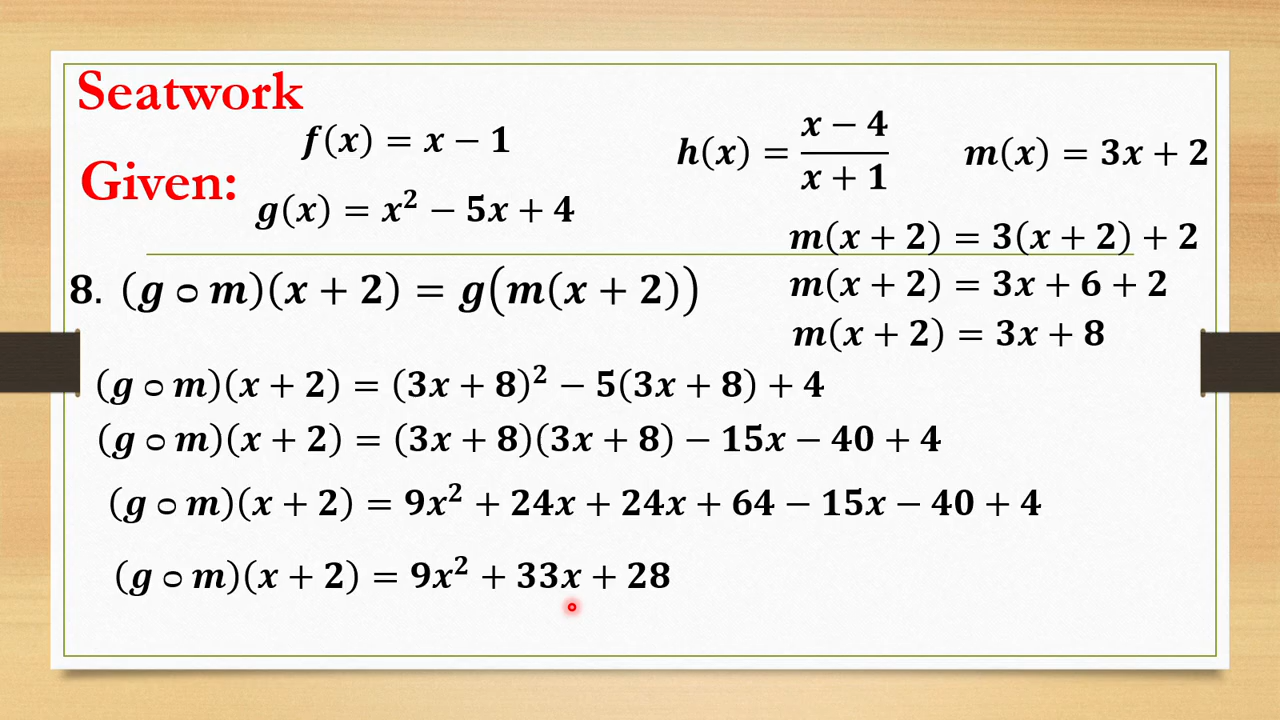 Seatwork
f(x) = x − 1
h(x) = \frac{x − 4}{x + 1}
m(x) = 3x + 2
Given:
g(x) = x² − 5x + 4
m(x + 2) = 3(x + 2) + 2
8. (g ○ m)(x + 2) = g(m(x + 2))
m(x + 2) = 3x + 6 + 2
m(x + 2) = 3x + 8
(g ○ m)(x + 2) = (3x + 8)² − 5(3x + 8) + 4
(g ○ m)(x + 2) = (3x + 8)(3x + 8) − 15x − 40 + 4
(g ○ m)(x + 2) = 9x² + 24x + 24x + 64 − 15x − 40 + 4
(g ○ m)(x + 2) = 9x² + 33x + 28